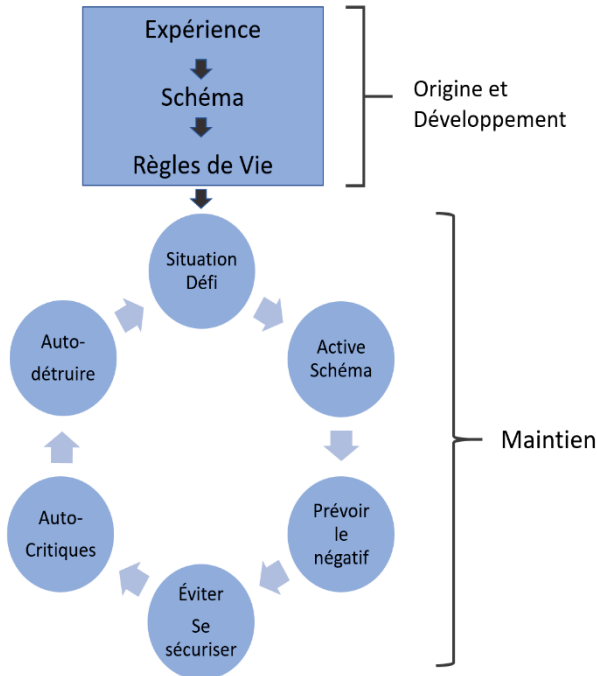 Expérience
Schéma
Règles de Vie
Origine et
Développement
Situation
Défi
Active
Schéma
Prévoir
le
négatif
Éviter
Se
sécuriser
Auto-
Critiques
Auto-
détruire
Maintien